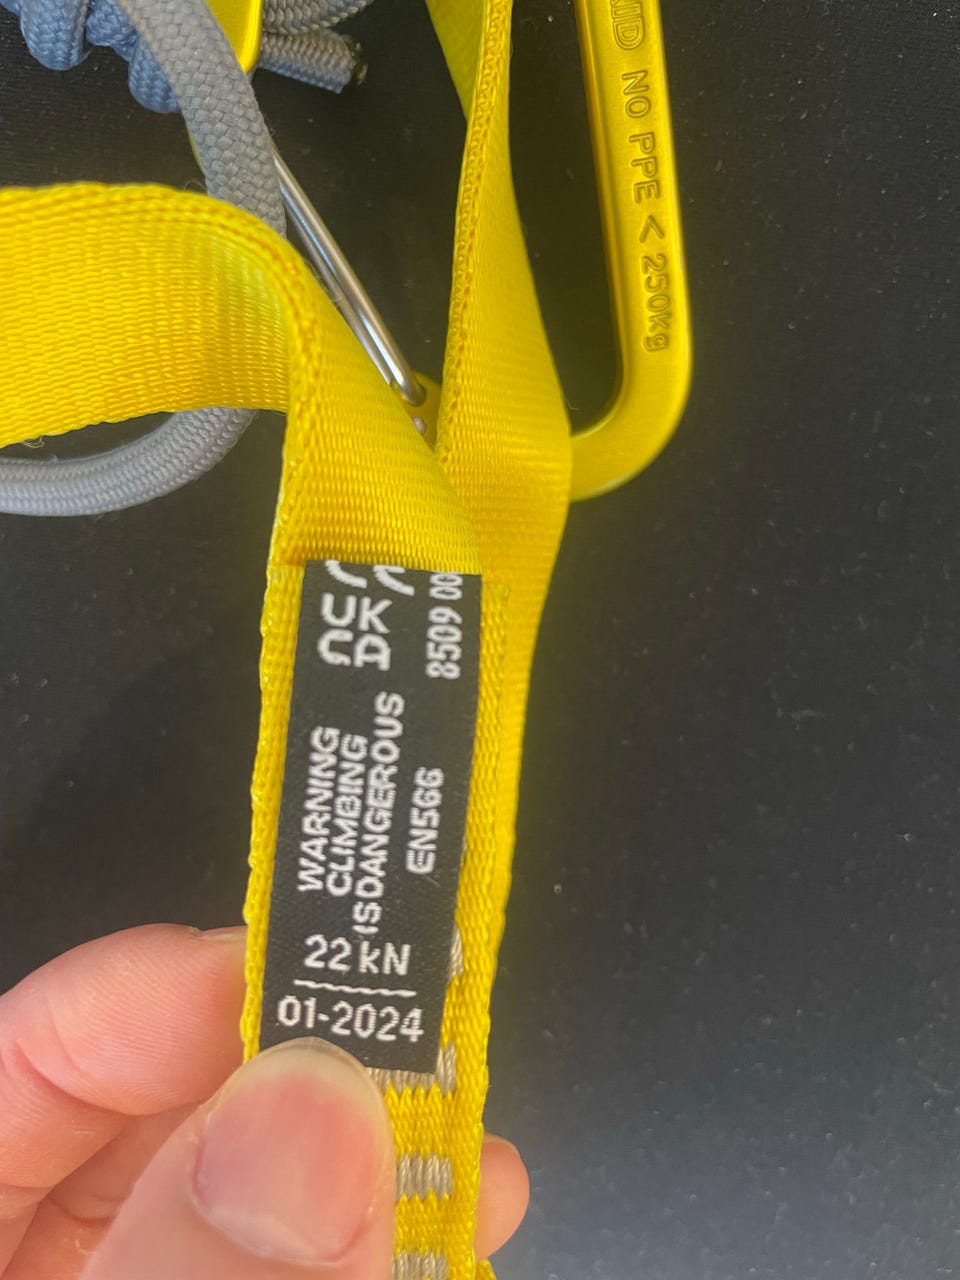 NO PPE < 250kg
UK
CA
8509 00
WARNING
CLIMBING
IS DANGEROUS
EN566
22 kN
01-2024